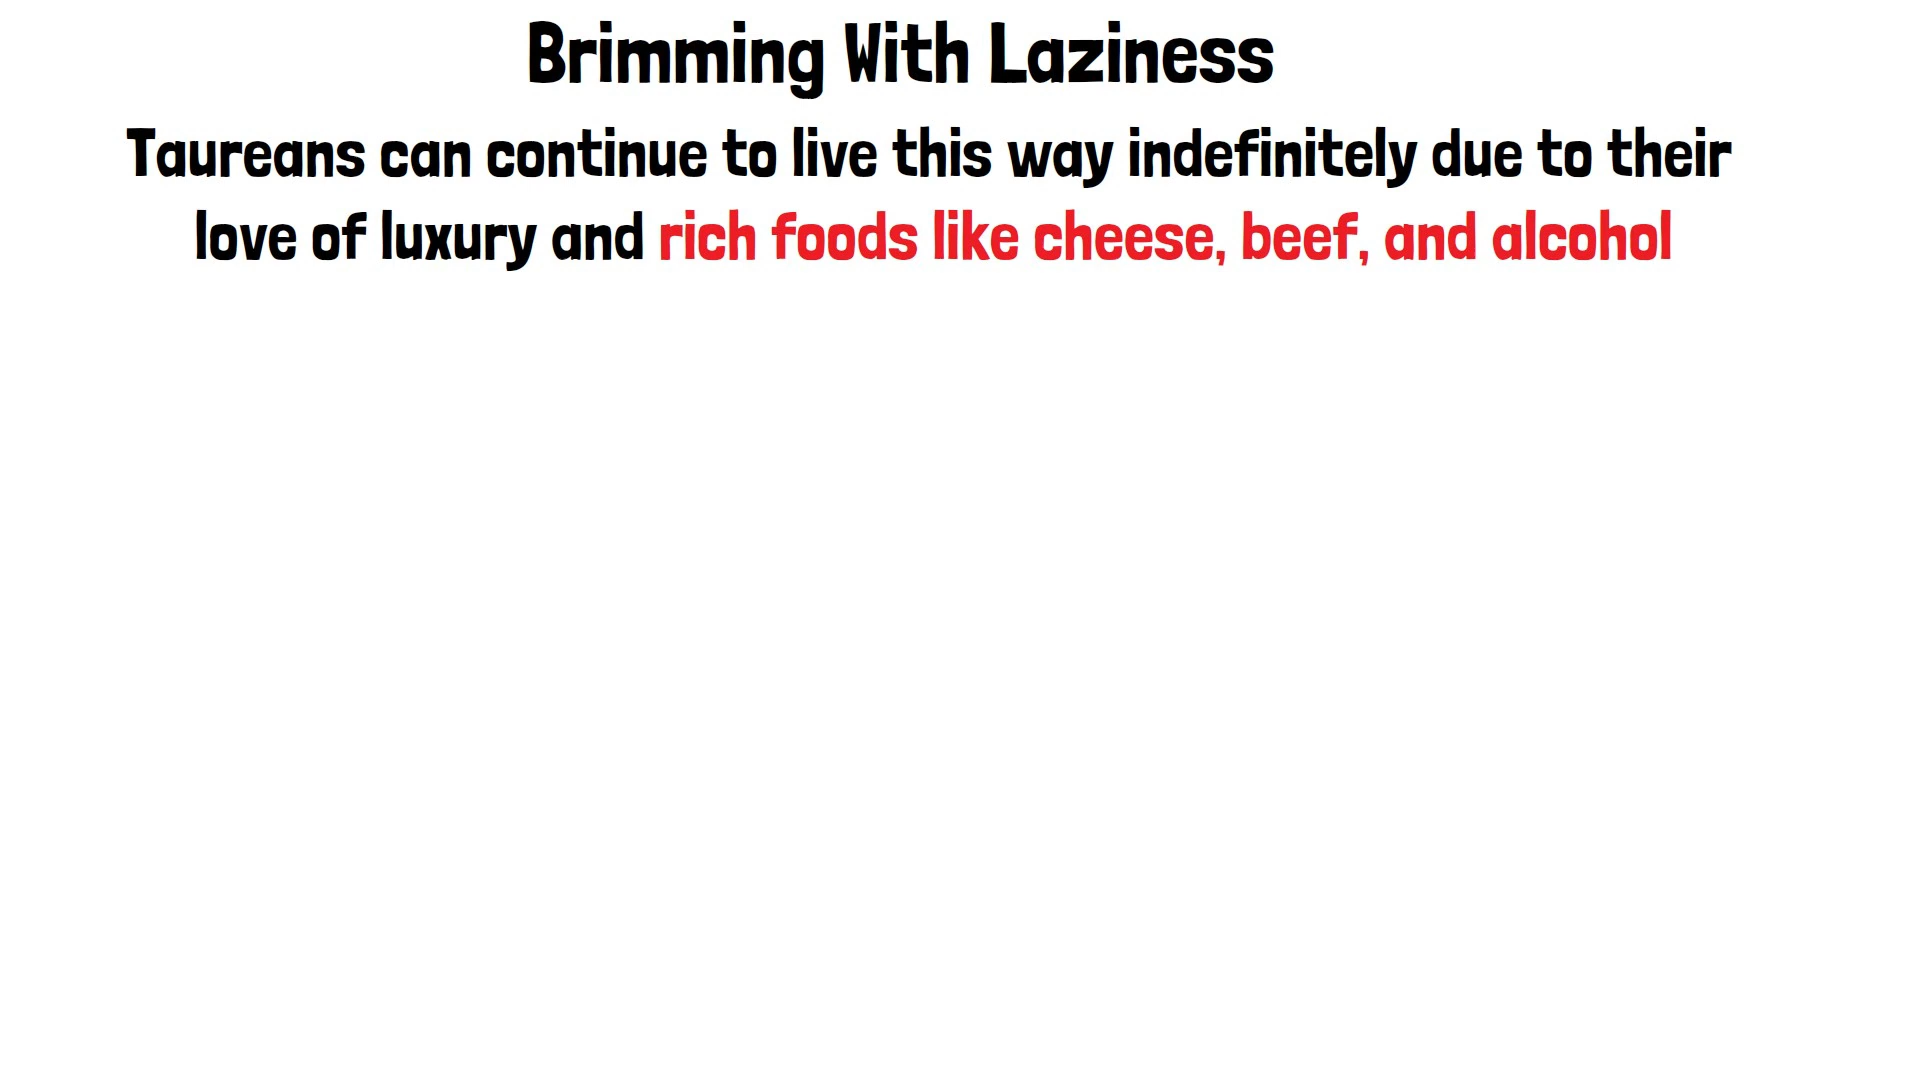 Brimming With Laziness
Taureans can continue to live this way indefinitely due to their
love of luxury and rich foods like cheese, beef, and alcohol